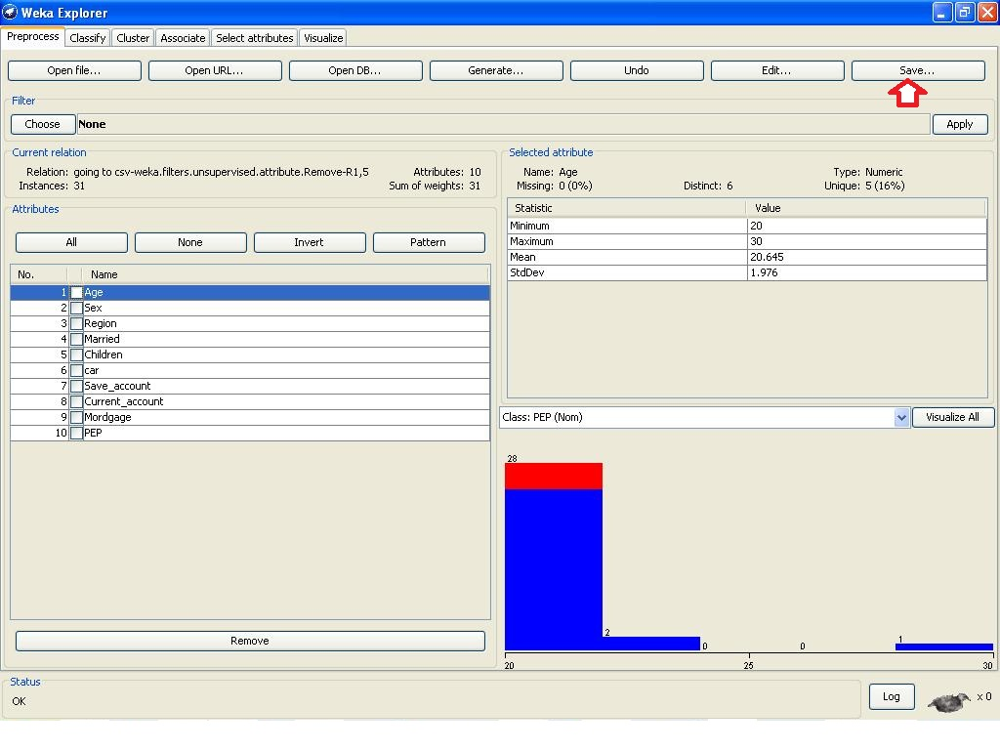 Weka Explorer
Preprocess Classify Cluster Associate Select attributes Visualize
Open file... Open URL... Open DB... Generate... Undo Edit... Save...
Filter
Choose None Apply
Current relation
Relation: going to csv-weka.filters.unsupervised.attribute.Remove-R1,5 Attributes: 10
Instances: 31 Sum of weights: 31
Attributes
All None Invert Pattern
No. Name
1 Age
2 Sex
3 Region
4 Married
5 Children
6 car
7 Save_account
8 Current_account
9 Mordgage
10 PEP
Remove
Selected attribute
Name: Age Type: Numeric
Missing: 0 (0%) Distinct: 6 Unique: 5 (16%)
Statistic Value
Minimum 20
Maximum 30
Mean 20.645
StdDev 1.976
Class: PEP (Nom) Visualize All
28
2
0
0
1
20 25 30
Status
OK
Log x 0